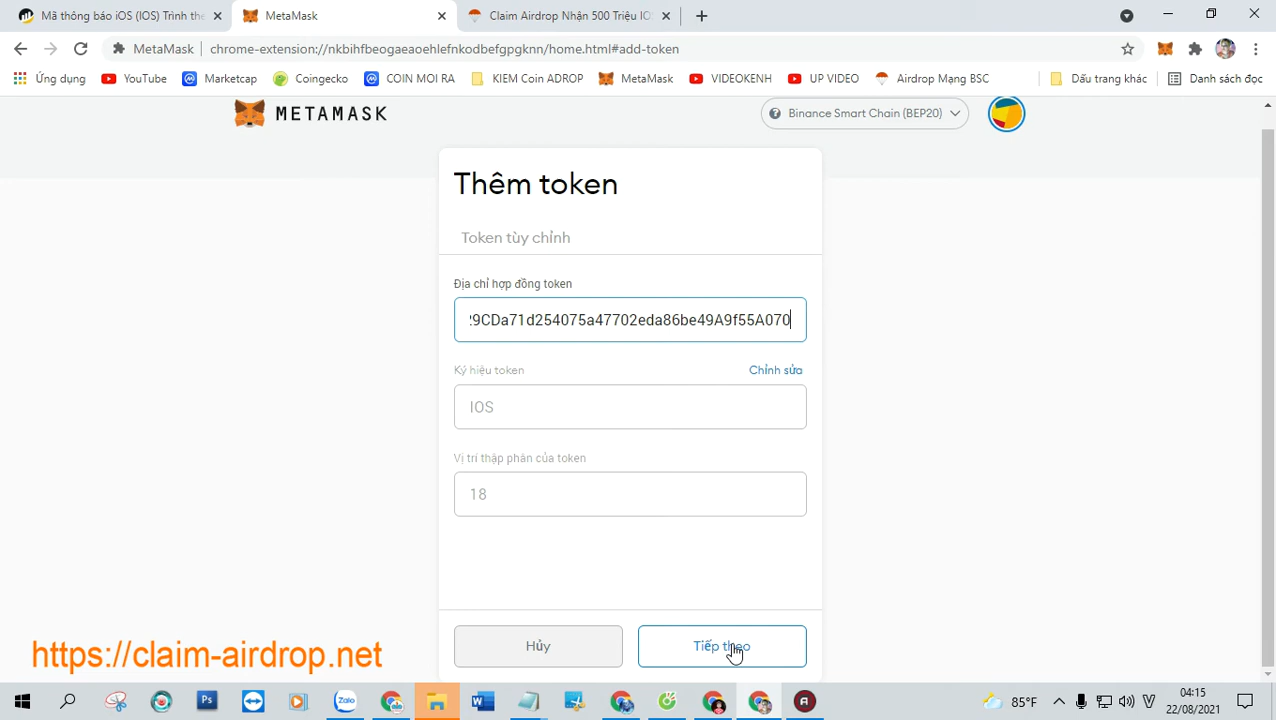 Mã thông báo iOS (IOS) Trình the
MetaMask
Claim Airdrop Nhận 500 Triệu IO
MetaMask
chrome-extension://nkbihfbeogaeaoehlefnkodbefgpgknn/home.html#add-token
Ứng dụng
YouTube
Marketcap
Coingecko
COIN MOI RA
KIEM Coin ADROP
MetaMask
VIDEOKENH
UP VIDEO
Airdrop Mạng BSC
Dấu trang khác
Danh sách đọc
METAMASK
Binance Smart Chain (BEP20)
Thêm token
Token tùy chỉnh
Địa chỉ hợp đồng token
29CDa71d254075a47702eda86be49A9f55A070
Ký hiệu token
Chỉnh sửa
IOS
Vị trí thập phân của token
18
Hủy
Tiếp theo
https://claim-airdrop.net
85°F
04:15
22/08/2021